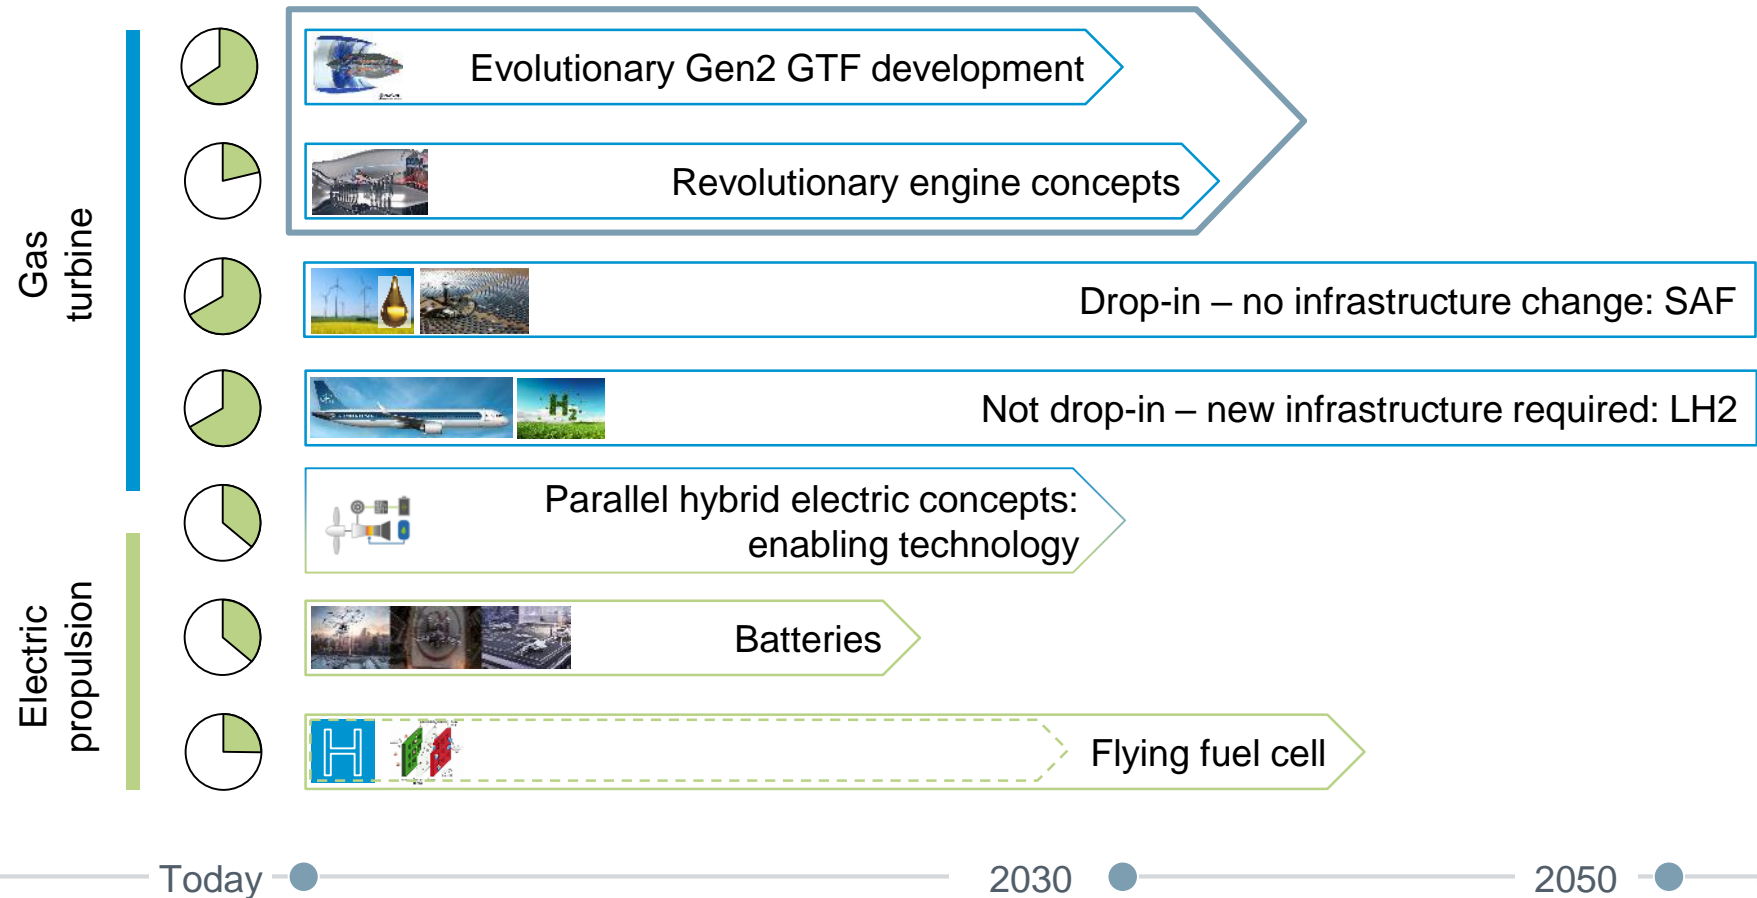 Gas
turbine
Evolutionary Gen2 GTF development
Revolutionary engine concepts
Drop-in – no infrastructure change: SAF
Not drop-in – new infrastructure required: LH2
H2
Parallel hybrid electric concepts:
enabling technology
Electric
propulsion
Batteries
H
Flying fuel cell
Today
2030
2050